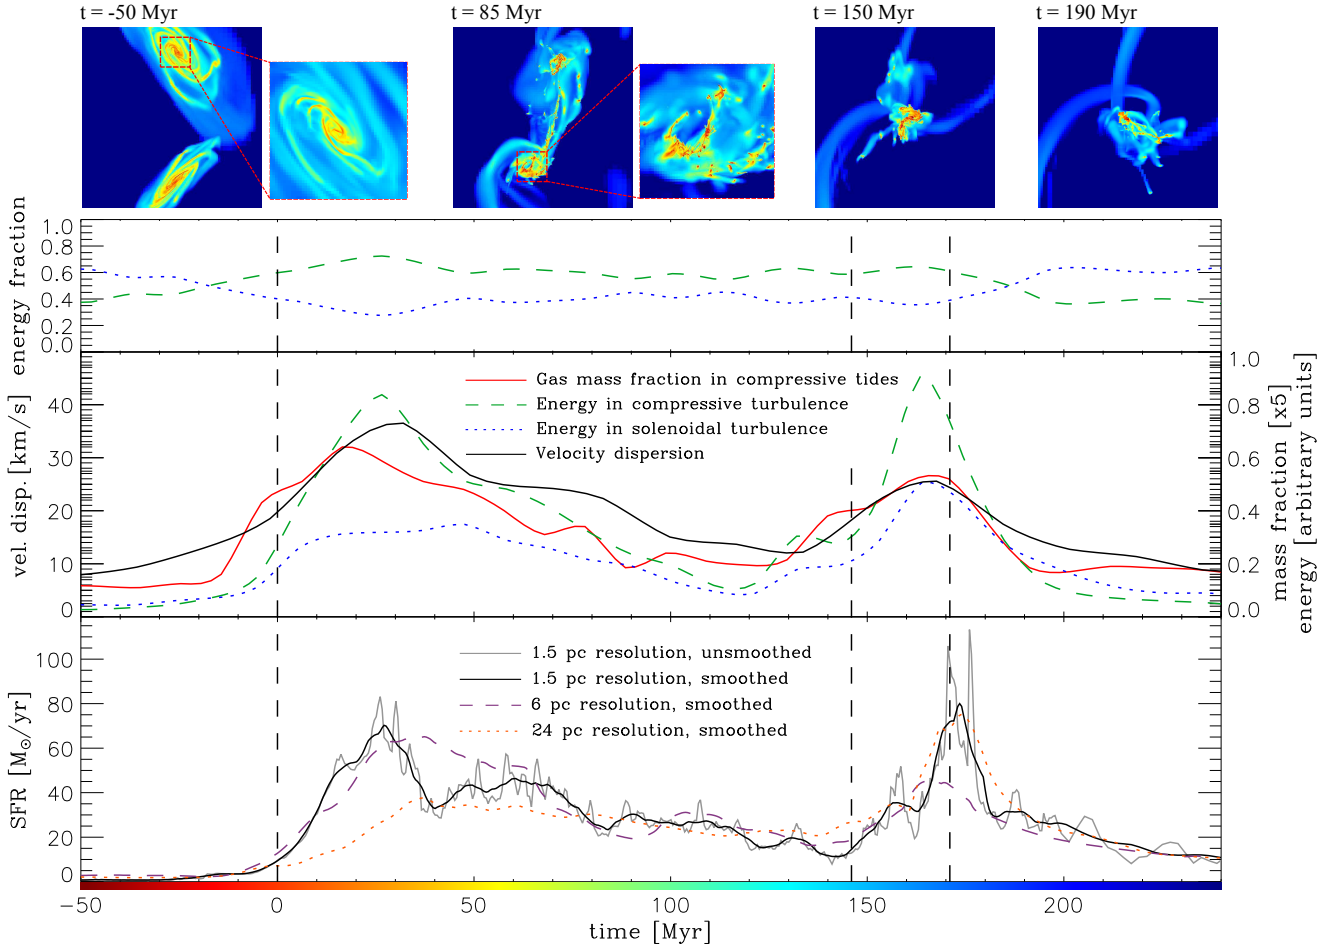 t = -50 Myr
t = 85 Myr
t = 150 Myr
t = 190 Myr
energy fraction
1.0
0.8
0.6
0.4
0.2
0.0
vel. disp. [km/s]
40
30
20
10
0
Gas mass fraction in compressive tides
Energy in compressive turbulence
Energy in solenoidal turbulence
Velocity dispersion
1.0
0.8
0.6
0.4
0.2
0.0
mass fraction [x5]
energy [arbitrary units]
SFR [M⊙/yr]
100
80
60
40
20
0
1.5 pc resolution, unsmoothed
1.5 pc resolution, smoothed
6 pc resolution, smoothed
24 pc resolution, smoothed
−50
0
50
100
150
200
time [Myr]